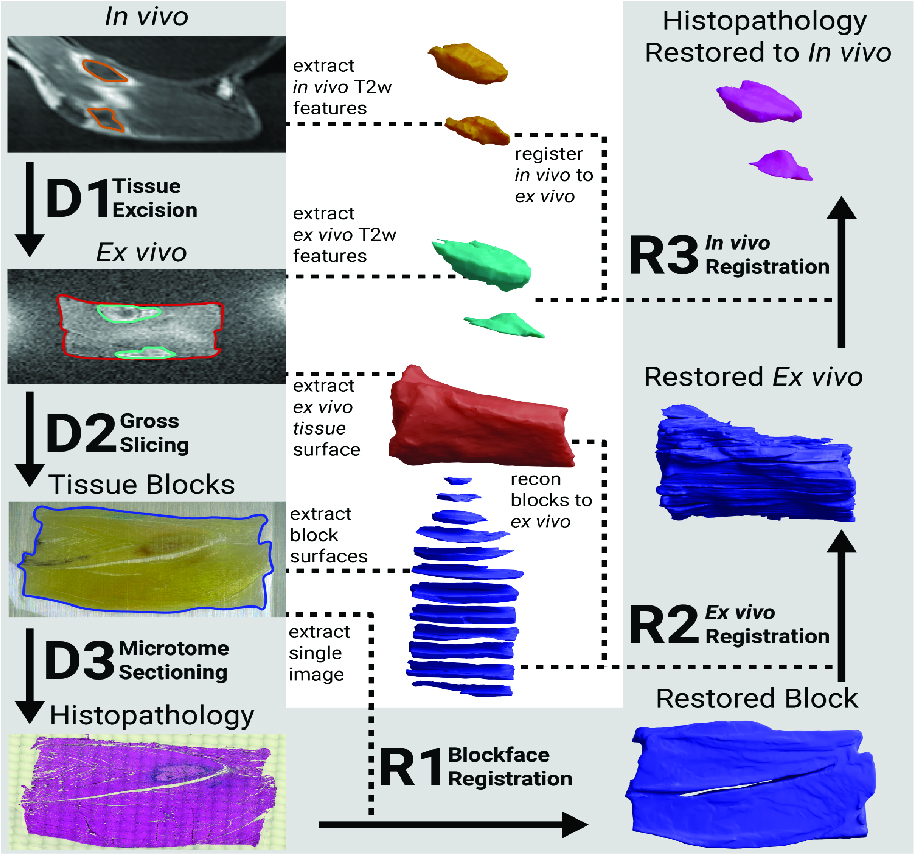 In vivo
D1 Tissue
Excision
Ex vivo
D2 Gross
Slicing
Tissue Blocks
D3 Microtome
Sectioning
Histopathology
extract
in vivo T2w
features
register
in vivo to
ex vivo
extract
ex vivo T2w
features
extract
ex vivo
tissue
surface
recon
blocks to
ex vivo
extract
block
surfaces
extract
single
image
R1 Blockface
Registration
Restored Block
R2 Ex vivo
Registration
Restored Ex vivo
R3 In vivo
Registration
Histopathology
Restored to In vivo